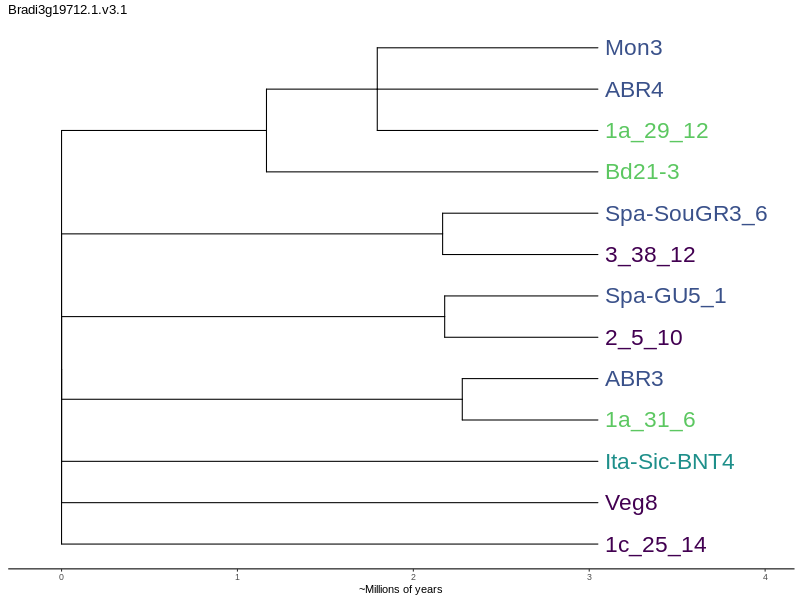 Bradi3g19712.1.v3.1
Mon3
ABR4
1a_29_12
Bd21-3
Spa-SouGR3_6
3_38_12
Spa-GU5_1
2_5_10
ABR3
1a_31_6
Ita-Sic-BNT4
Veg8
1c_25_14
0 1 2 3 4
~Millions of years